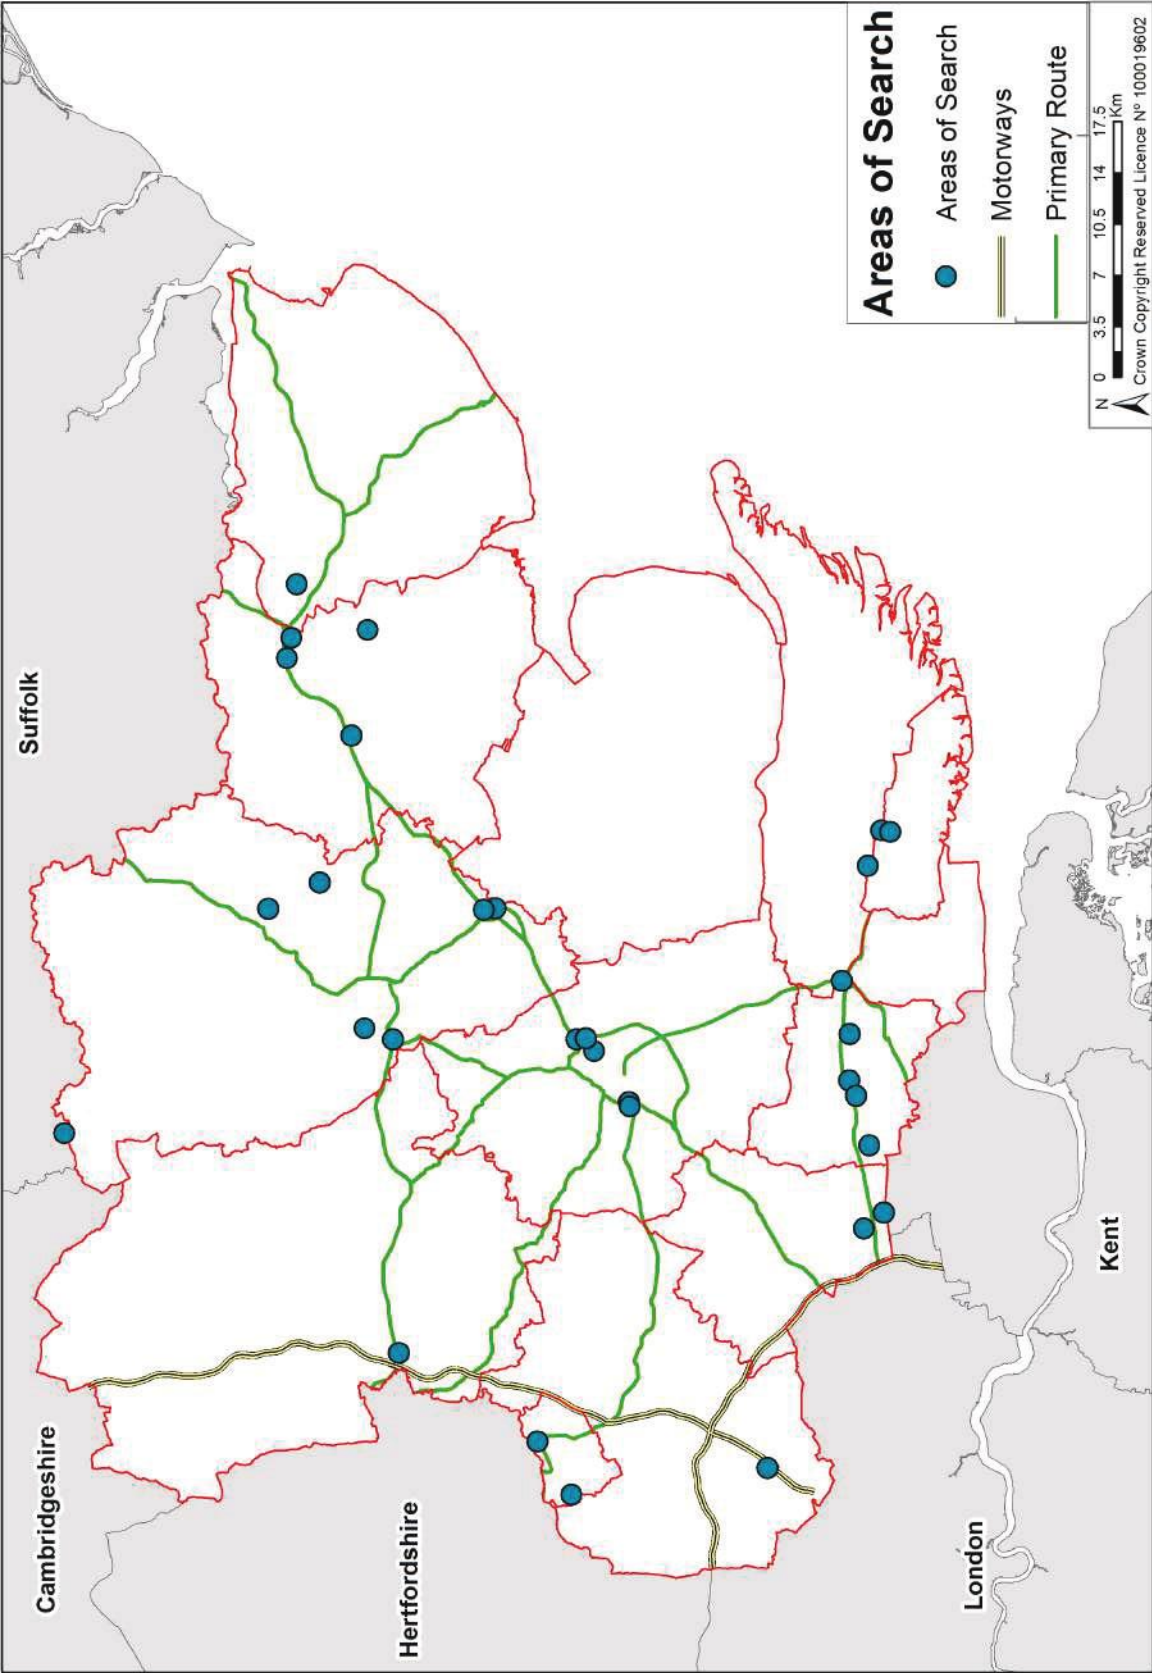 Cambridgeshire
Suffolk
Hertfordshire
London
Kent
Areas of Search
Areas of Search
Motorways
Primary Route
N
0 3.5 7 10.5 14 17.5
Km
Crown Copyright Reserved Licence Nº 100019602